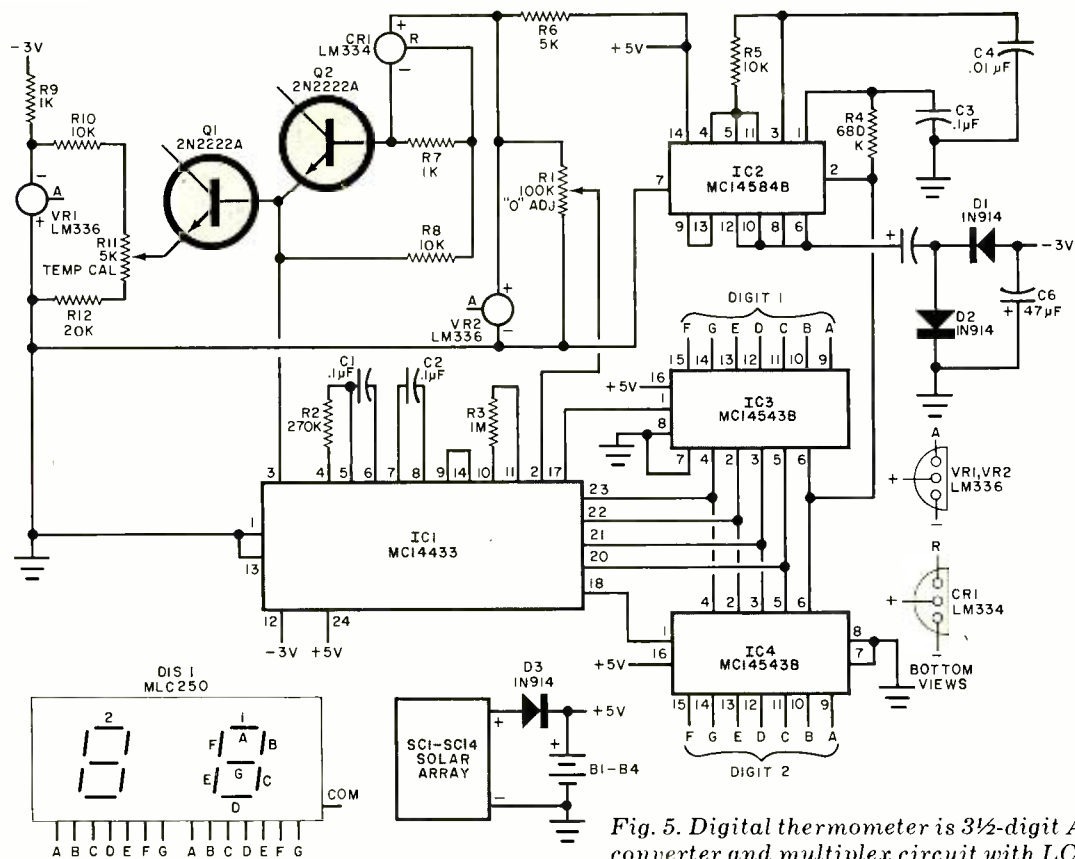 -3V
R9
1K
R10
10K
Q1
2N2222A
Q2
2N2222A
CR1
LM334
+
R
-
R6
5K
+5V
R5
10K
C4
.01µF
R4
68D
K
C3
.1µF
14
4
5
11
3
1
IC2
MC14584B
7
2
9
13
12
10
8
6
D1
1N914
+
-3V
C6
47µF
+
D2
1N914
-
A
+
VR1
LM336
R11
5K
TEMP CAL
R12
20K
R7
1K
R8
10K
R1
100K
"O" ADJ
A
+
-
VR2
LM336
DIGIT 1
F G E D C B A
15 14 13 12 11 10 9
+5V
16
1
8
IC3
MC14543B
7 4 2 3 5 6
C1
.1µF
C2
.1µF
R2
270K
R3
1M
3 4 5 6 7 8 9 14 10 11 2 17
1
13
IC1
MC14433
23
22
21
20
18
12
24
-3V
+5V
A
+
-
VR1,VR2
LM336
R
+
-
CR1
LM334
BOTTOM
VIEWS
4 2 3 5 6
1
16
+5V
IC4
MC14543B
8
7
15 14 13 12 11 10 9
F G E D C B A
DIGIT 2
DIS 1
MLC250
2
1
A
F
B
G
E
C
D
COM
A B C D E F G A B C D E F G
SC1-SC14
SOLAR
ARRAY
+
-
D3
1N914
+5V
+
B1-B4
Fig. 5. Digital thermometer is 3½-digit A
converter and multiplex circuit with LC